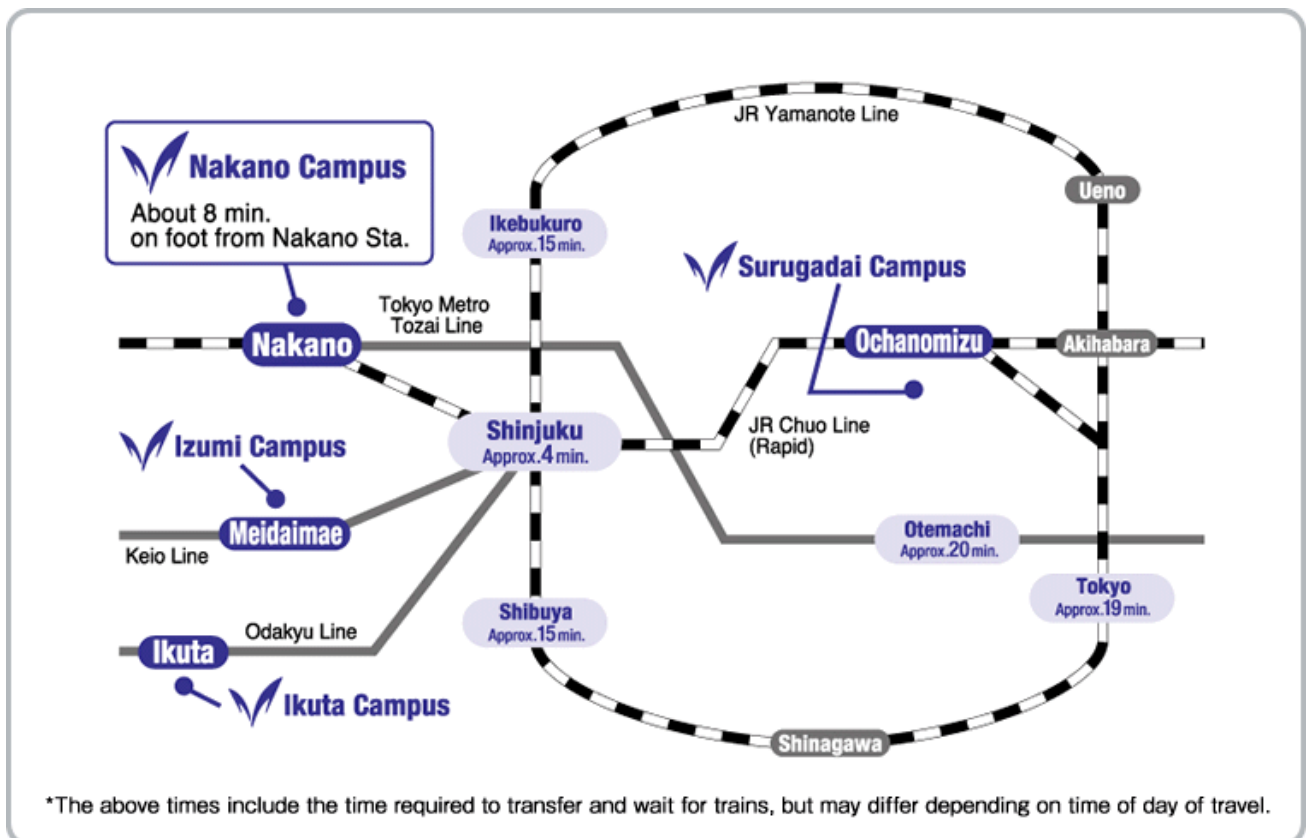 JR Yamanote Line
Nakano Campus
About 8 min.
on foot from Nakano Sta.
Ueno
Ikebukuro
Approx.15 min.
Surugadai Campus
Tokyo Metro
Tozai Line
Nakano
Ochanomizu
Akihabara
Shinjuku
Approx.4 min.
JR Chuo Line
(Rapid)
Izumi Campus
Meidaimae
Keio Line
Otemachi
Approx.20 min.
Tokyo
Approx.19 min.
Shibuya
Approx.15 min.
Odakyu Line
Ikuta
Ikuta Campus
Shinagawa
*The above times include the time required to transfer and wait for trains, but may differ depending on time of day of travel.